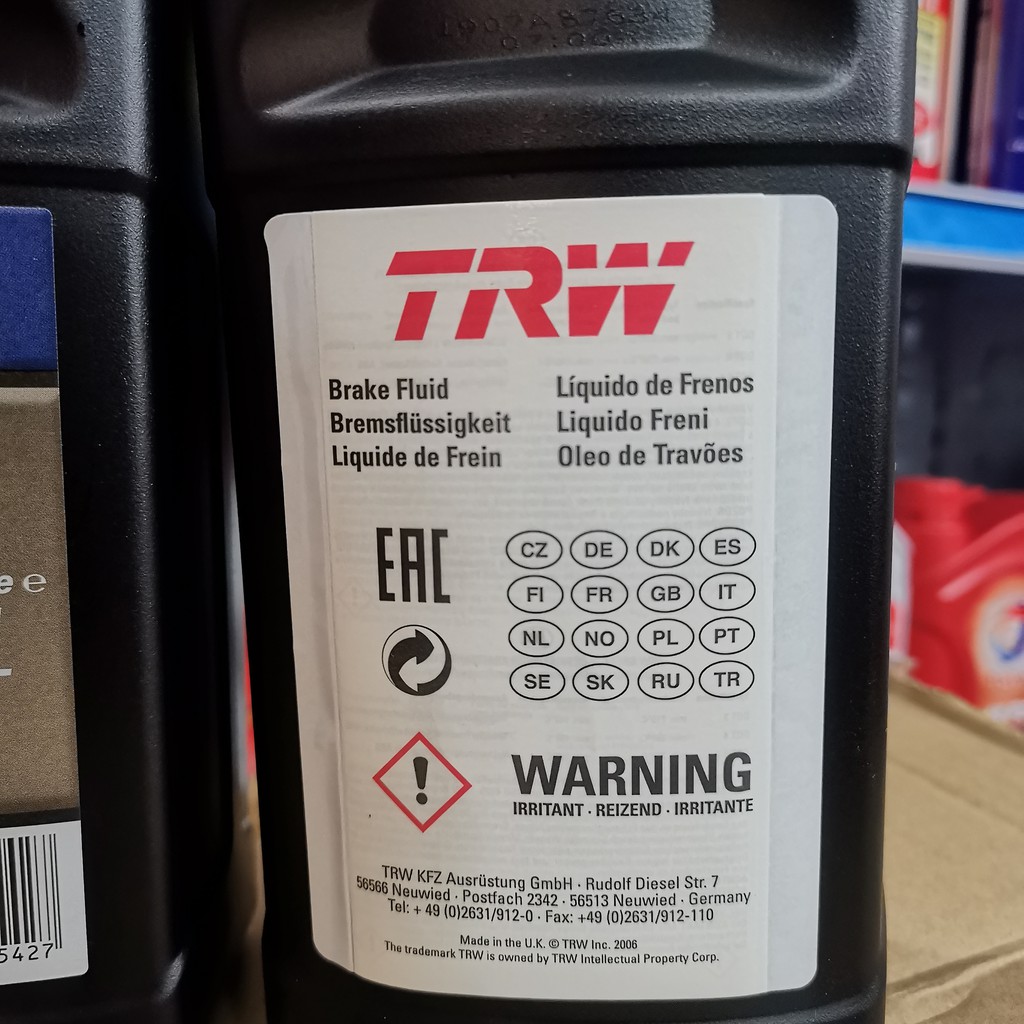 TRW
Brake Fluid
Bremsflüssigkeit
Liquide de Frein
Líquido de Frenos
Liquido Freni
Oleo de Travões
EAC
CZ DE DK ES
FI FR GB IT
NL NO PL PT
SE SK RU TR
WARNING
IRRITANT · REIZEND · IRRITANTE
TRW KFZ Ausrüstung GmbH · Rudolf Diesel Str. 7
56566 Neuwied · Postfach 2342 · 56513 Neuwied · Germany
Tel: + 49 (0)2631/912-0 · Fax: +49 (0)2631/912-110
Made in the U.K. © TRW Inc. 2006
The trademark TRW is owned by TRW Intellectual Property Corp.
e e
5427